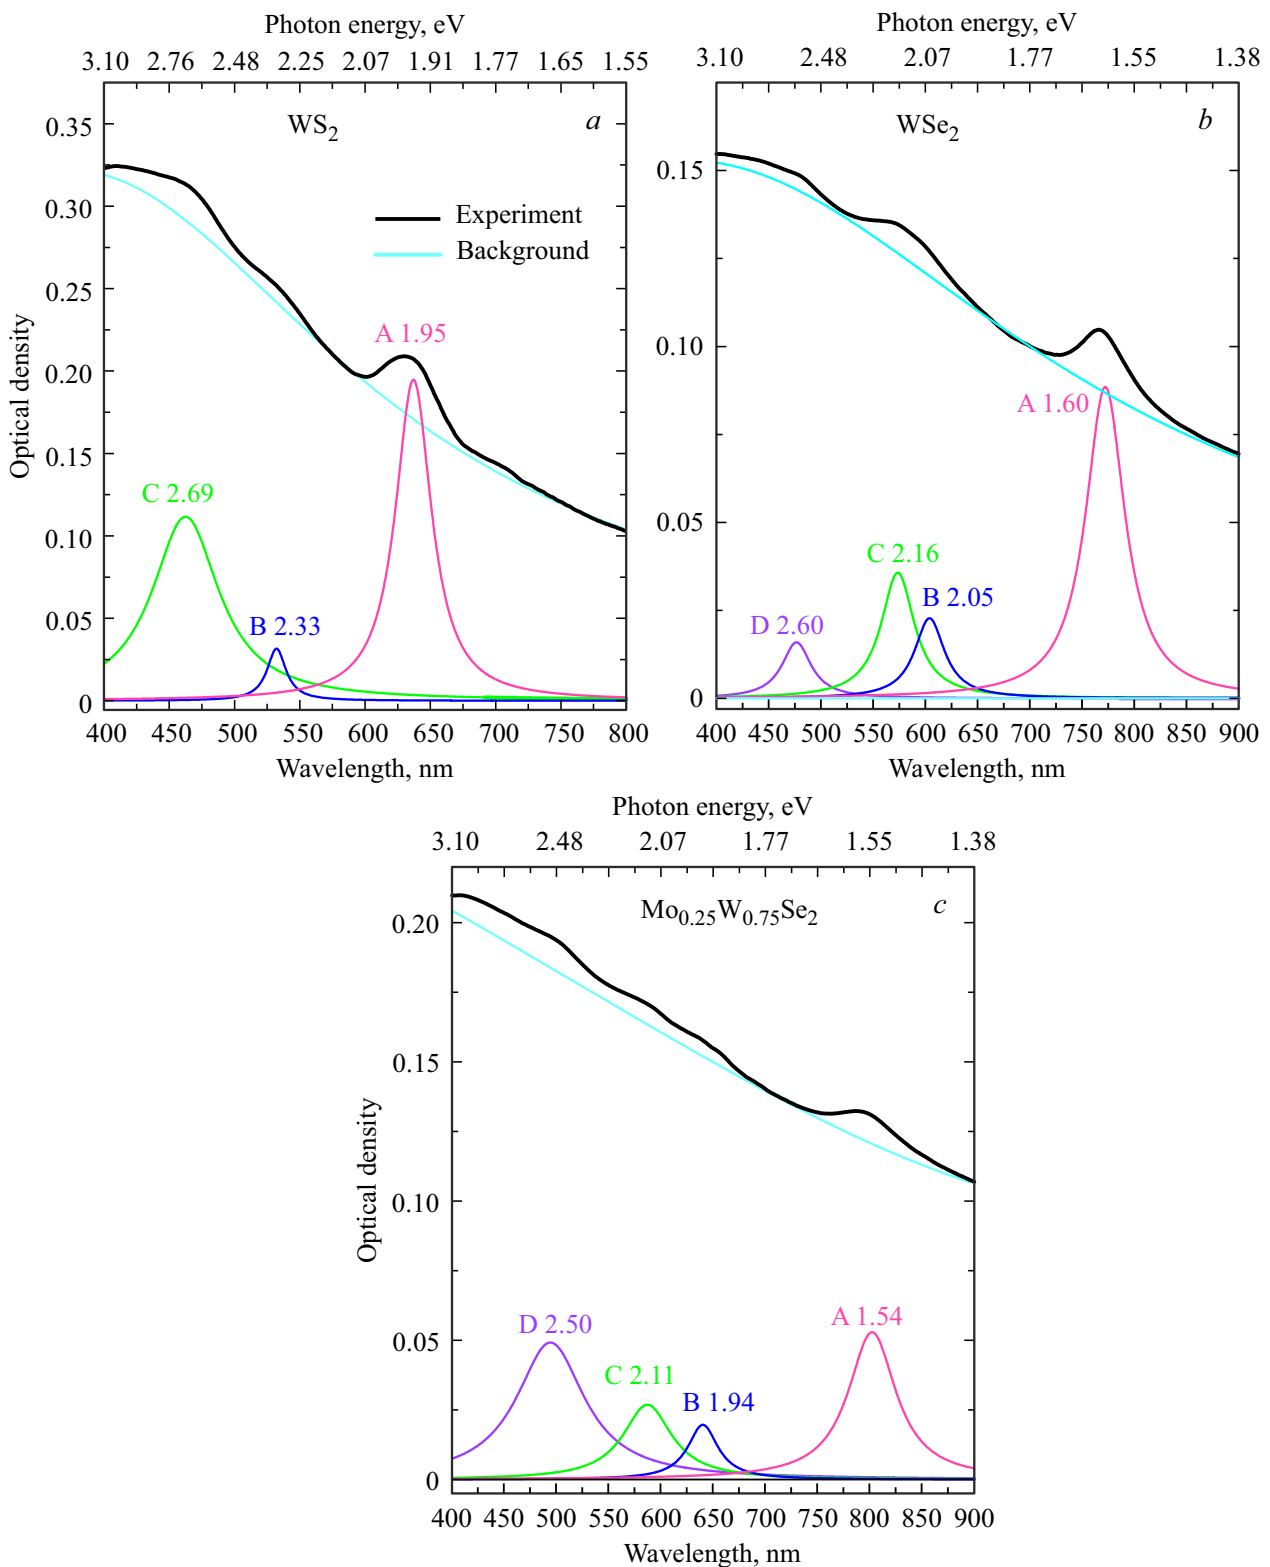 Photon energy, eV
3.10 2.76 2.48 2.25 2.07 1.91 1.77 1.65 1.55
WS2 a
0.35
0.30
0.25
0.20
0.15
0.10
0.05
0
Optical density
Experiment
Background
A 1.95
C 2.69
B 2.33
400 450 500 550 600 650 700 750 800
Wavelength, nm
Photon energy, eV
3.10 2.48 2.07 1.77 1.55 1.38
WSe2 b
0.15
0.10
0.05
0
A 1.60
C 2.16
B 2.05
D 2.60
400 450 500 550 600 650 700 750 800 850 900
Wavelength, nm
Photon energy, eV
3.10 2.48 2.07 1.77 1.55 1.38
Mo0.25W0.75Se2 c
0.20
0.15
0.10
0.05
0
Optical density
D 2.50
A 1.54
C 2.11
B 1.94
400 450 500 550 600 650 700 750 800 850 900
Wavelength, nm